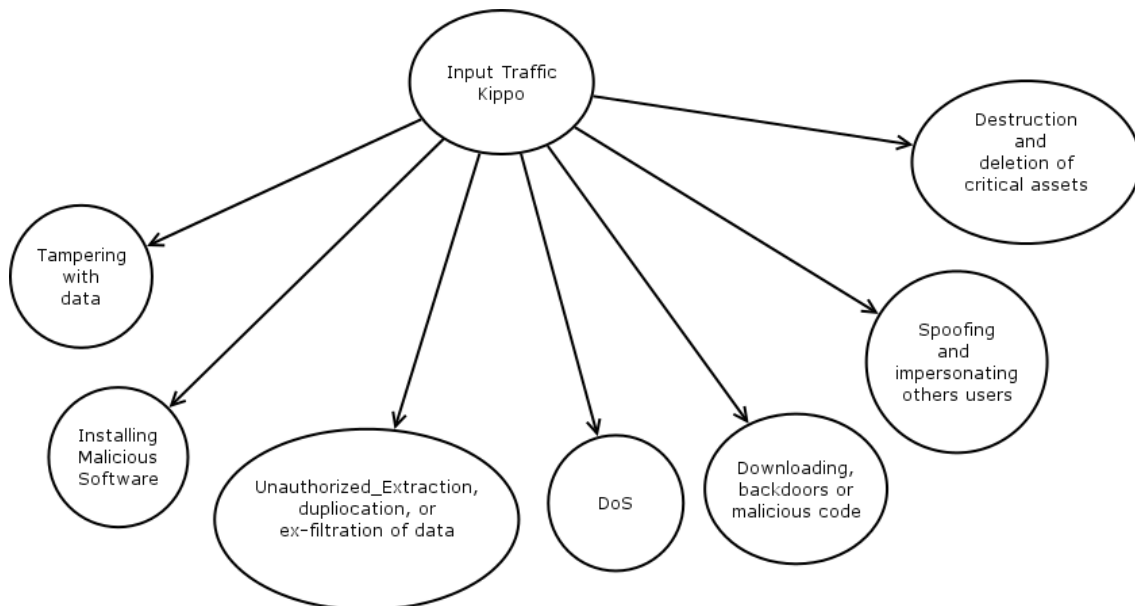 Input Traffic
Kippo
Destruction
and
deletion of
critical assets
Tampering
with
data
Spoofing
and
impersonating
others users
Installing
Malicious
Software
Unauthorized_Extraction,
duplocation, or
ex-filtration of data
DoS
Downloading,
backdoors or
malicious code